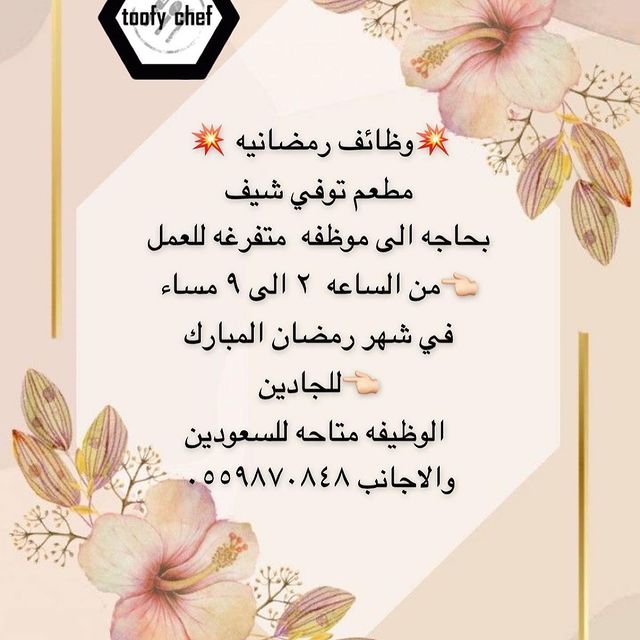 toofy chef
💥وظائف رمضانيه 💥
مطعم توفي شيف
بحاجه الى موظفه متفرغه للعمل
👈🏻من الساعه ٢ الى ٩ مساء
في شهر رمضان المبارك
👈🏻للجادين
الوظيفه متاحه للسعودين
والاجانب ٠٥٥٩٨٧٠٨٤٨